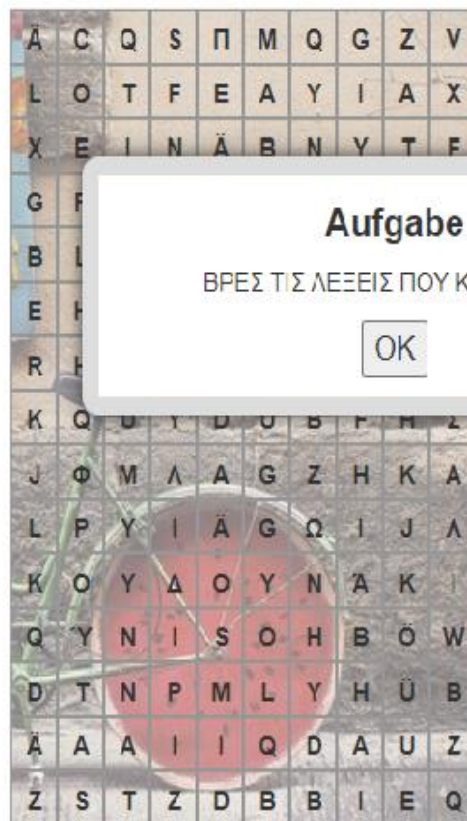 Ä C Q S Π M Q G Z V
L O T F E A Y I A X
X E I N Ä B N Y T F
G
B
E
R
Aufgabe
ΒΡΕΣ ΤΙΣ ΛΕΞΕΙΣ ΠΟΥ
OK
K Q U Y D U B F H Σ
J Φ M Λ A G Z H K A
L P Y I Ä G Ω I J Λ
K O Y Δ O Y N Ά K I
Q Ύ N I S O H B Ö W
D T N P M L Y H Ü B
Ä A A I I Q D A U Z
Z S T Z D B B I E Q